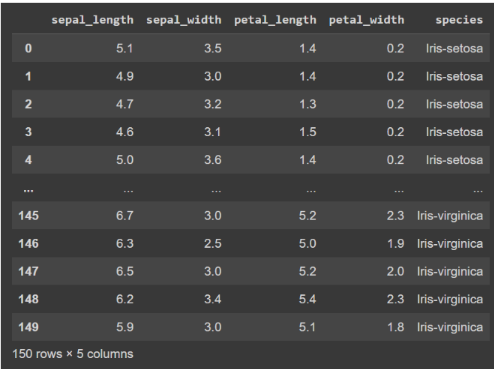 sepal_length sepal_width petal_length petal_width species
0 5.1 3.5 1.4 0.2 Iris-setosa
1 4.9 3.0 1.4 0.2 Iris-setosa
2 4.7 3.2 1.3 0.2 Iris-setosa
3 4.6 3.1 1.5 0.2 Iris-setosa
4 5.0 3.6 1.4 0.2 Iris-setosa
... ... ... ... ... ...
145 6.7 3.0 5.2 2.3 Iris-virginica
146 6.3 2.5 5.0 1.9 Iris-virginica
147 6.5 3.0 5.2 2.0 Iris-virginica
148 6.2 3.4 5.4 2.3 Iris-virginica
149 5.9 3.0 5.1 1.8 Iris-virginica
150 rows × 5 columns